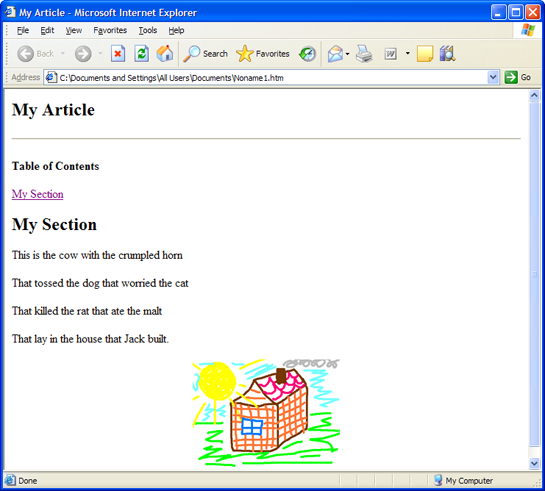 My Article - Microsoft Internet Explorer
File Edit View Favorites Tools Help
Back Search Favorites W
Address C:\Documents and Settings\All Users\Documents\Noname1.htm Go
My Article
Table of Contents
My Section
My Section
This is the cow with the crumpled horn
That tossed the dog that worried the cat
That killed the rat that ate the malt
That lay in the house that Jack built.
Done My Computer